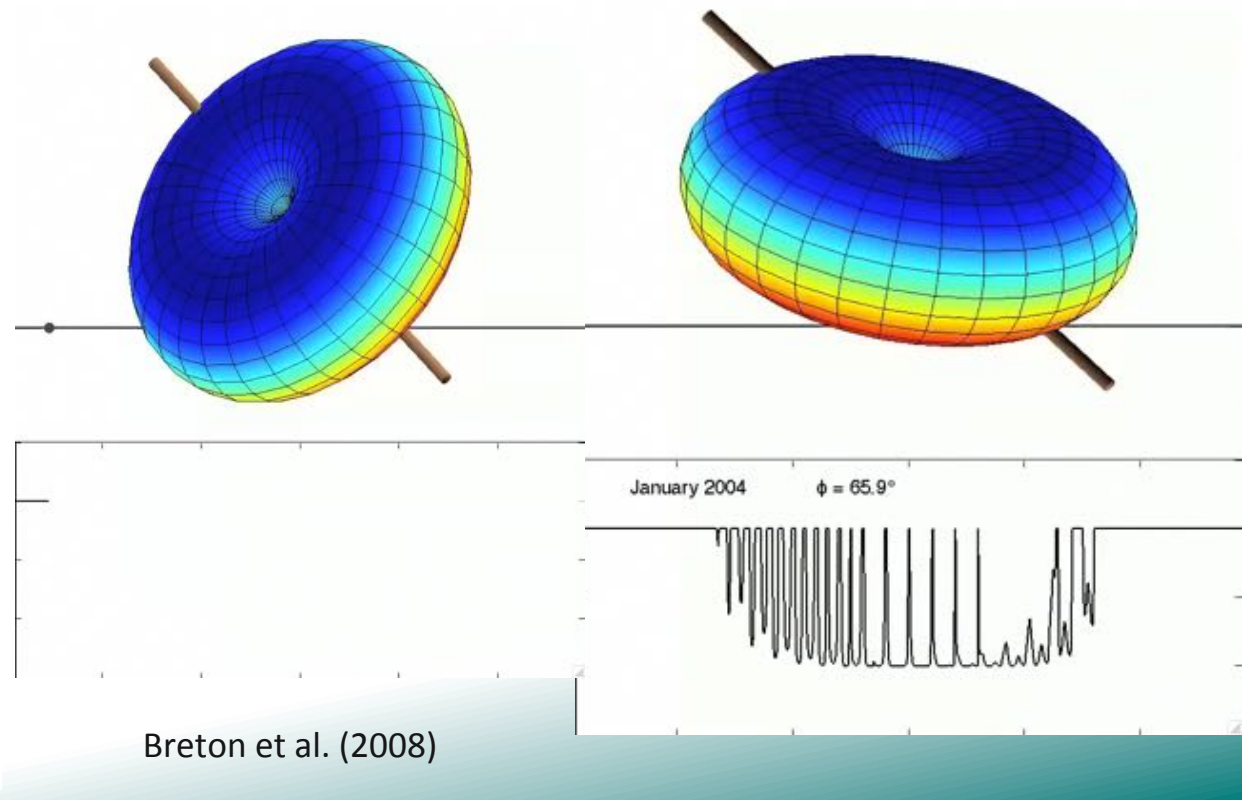 January 2004 ϕ = 65.9°
Breton et al. (2008)